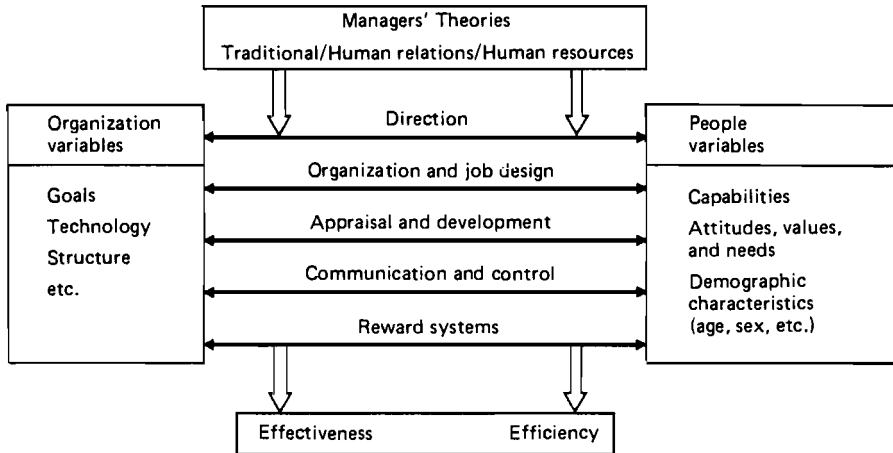 Managers' Theories
Traditional/Human relations/Human resources
Organization
variables
Goals
Technology
Structure
etc.
Direction
Organization and job design
Appraisal and development
Communication and control
Reward systems
People
variables
Capabilities
Attitudes, values,
and needs
Demographic
characteristics
(age, sex, etc.)
Effectiveness
Efficiency